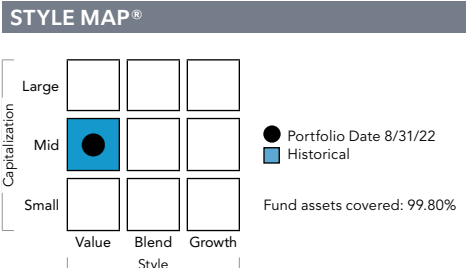 STYLE MAP®
Capitalization
Large
Mid
Small
Value Blend Growth
Style
Portfolio Date 8/31/22
Historical
Fund assets covered: 99.80%